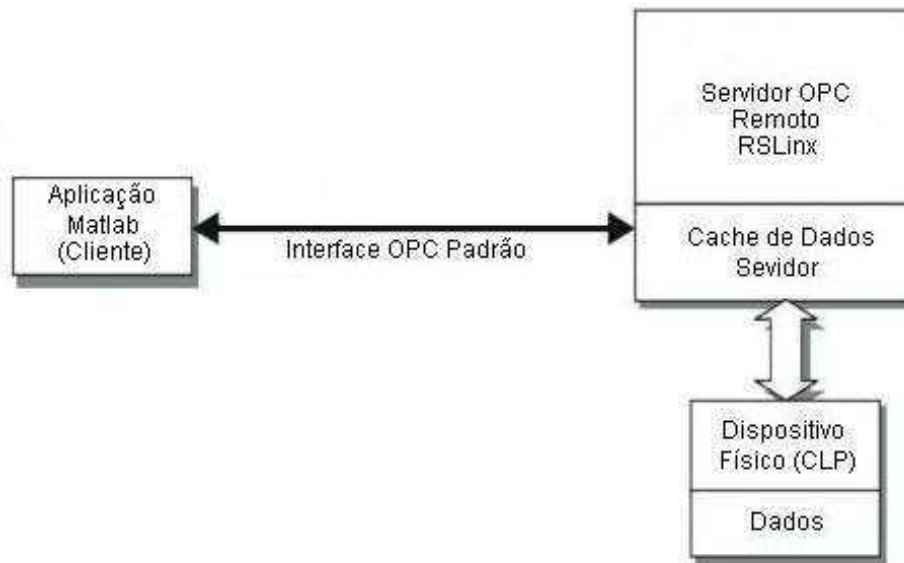 Servidor OPC
Remoto
RSLinx
Aplicação
Matlab
(Cliente)
Interface OPC Padrão
Cache de Dados
Sevidor
Dispositivo
Físico (CLP)
Dados